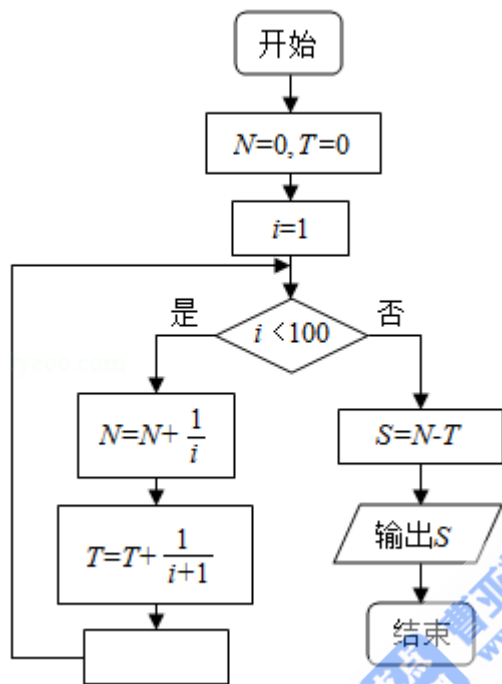 开始
N=0, T=0
i=1
i<100
是
否
N=N+ 1/i
S=N-T
T=T+ 1/(i+1)
输出S
结束